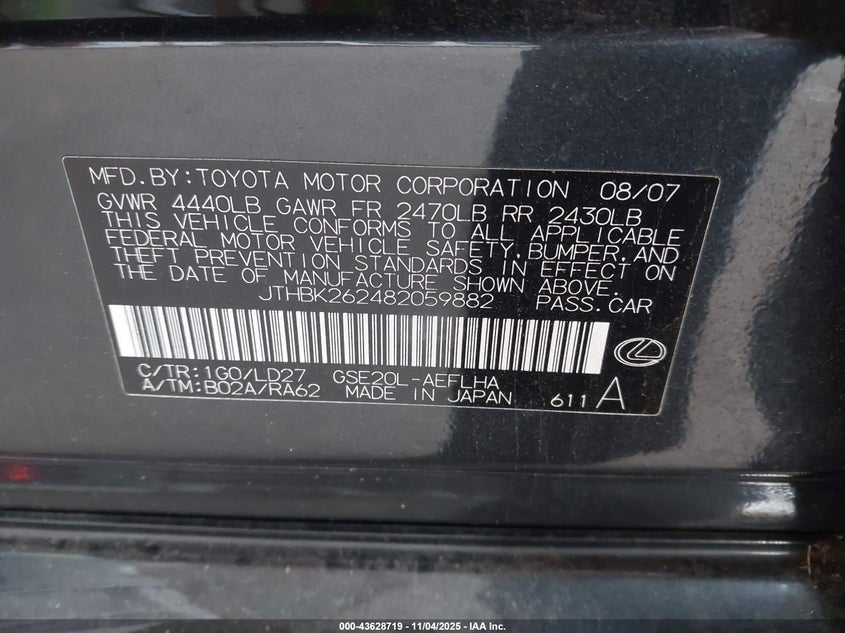 MFD.BY:TOYOTA MOTOR CORPORATION 08/07
GVWR 4440LB GAWR FR 2470LB RR 2430LB
THIS VEHICLE CONFORMS TO ALL APPLICABLE
FEDERAL MOTOR VEHICLE SAFETY, BUMPER, AND
THEFT PREVENTION STANDARDS IN EFFECT ON
THE DATE OF MANUFACTURE SHOWN ABOVE.
JTHBK262482059882 PASS.CAR
C/TR:1G0/LD27 GSE20L-AEFLHA
A/TM:B02A/RA62 MADE IN JAPAN 611 A
000-43628719 - 11/04/2025 - IAA Inc.